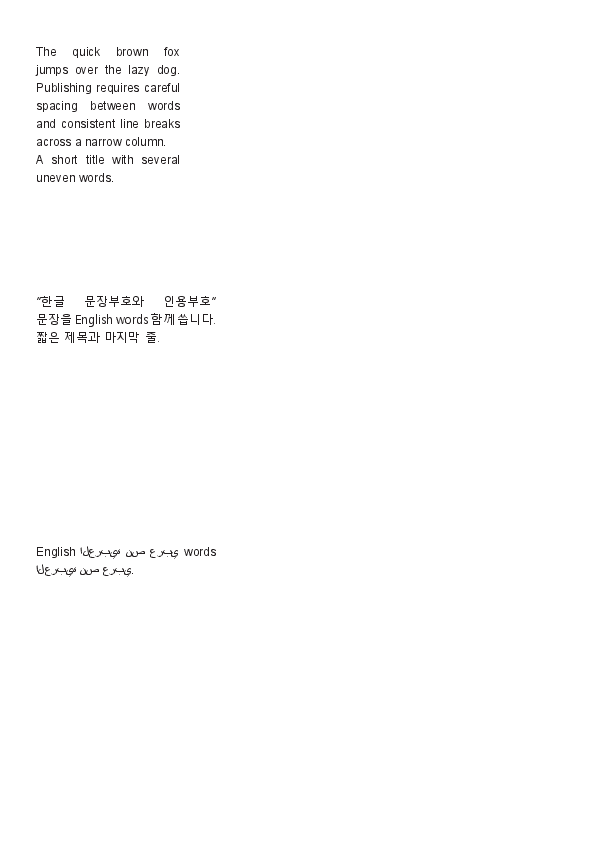 The quick brown fox
jumps over the lazy dog.
Publishing requires careful
spacing between words
and consistent line breaks
across a narrow column.
A short title with several
uneven words.
“한글 문장부호와 인용부호”
문장을 English words 함께 씁니다.
짧은 제목과 마지막 줄.
English العربية نص عربي words
العربية نص عربي.